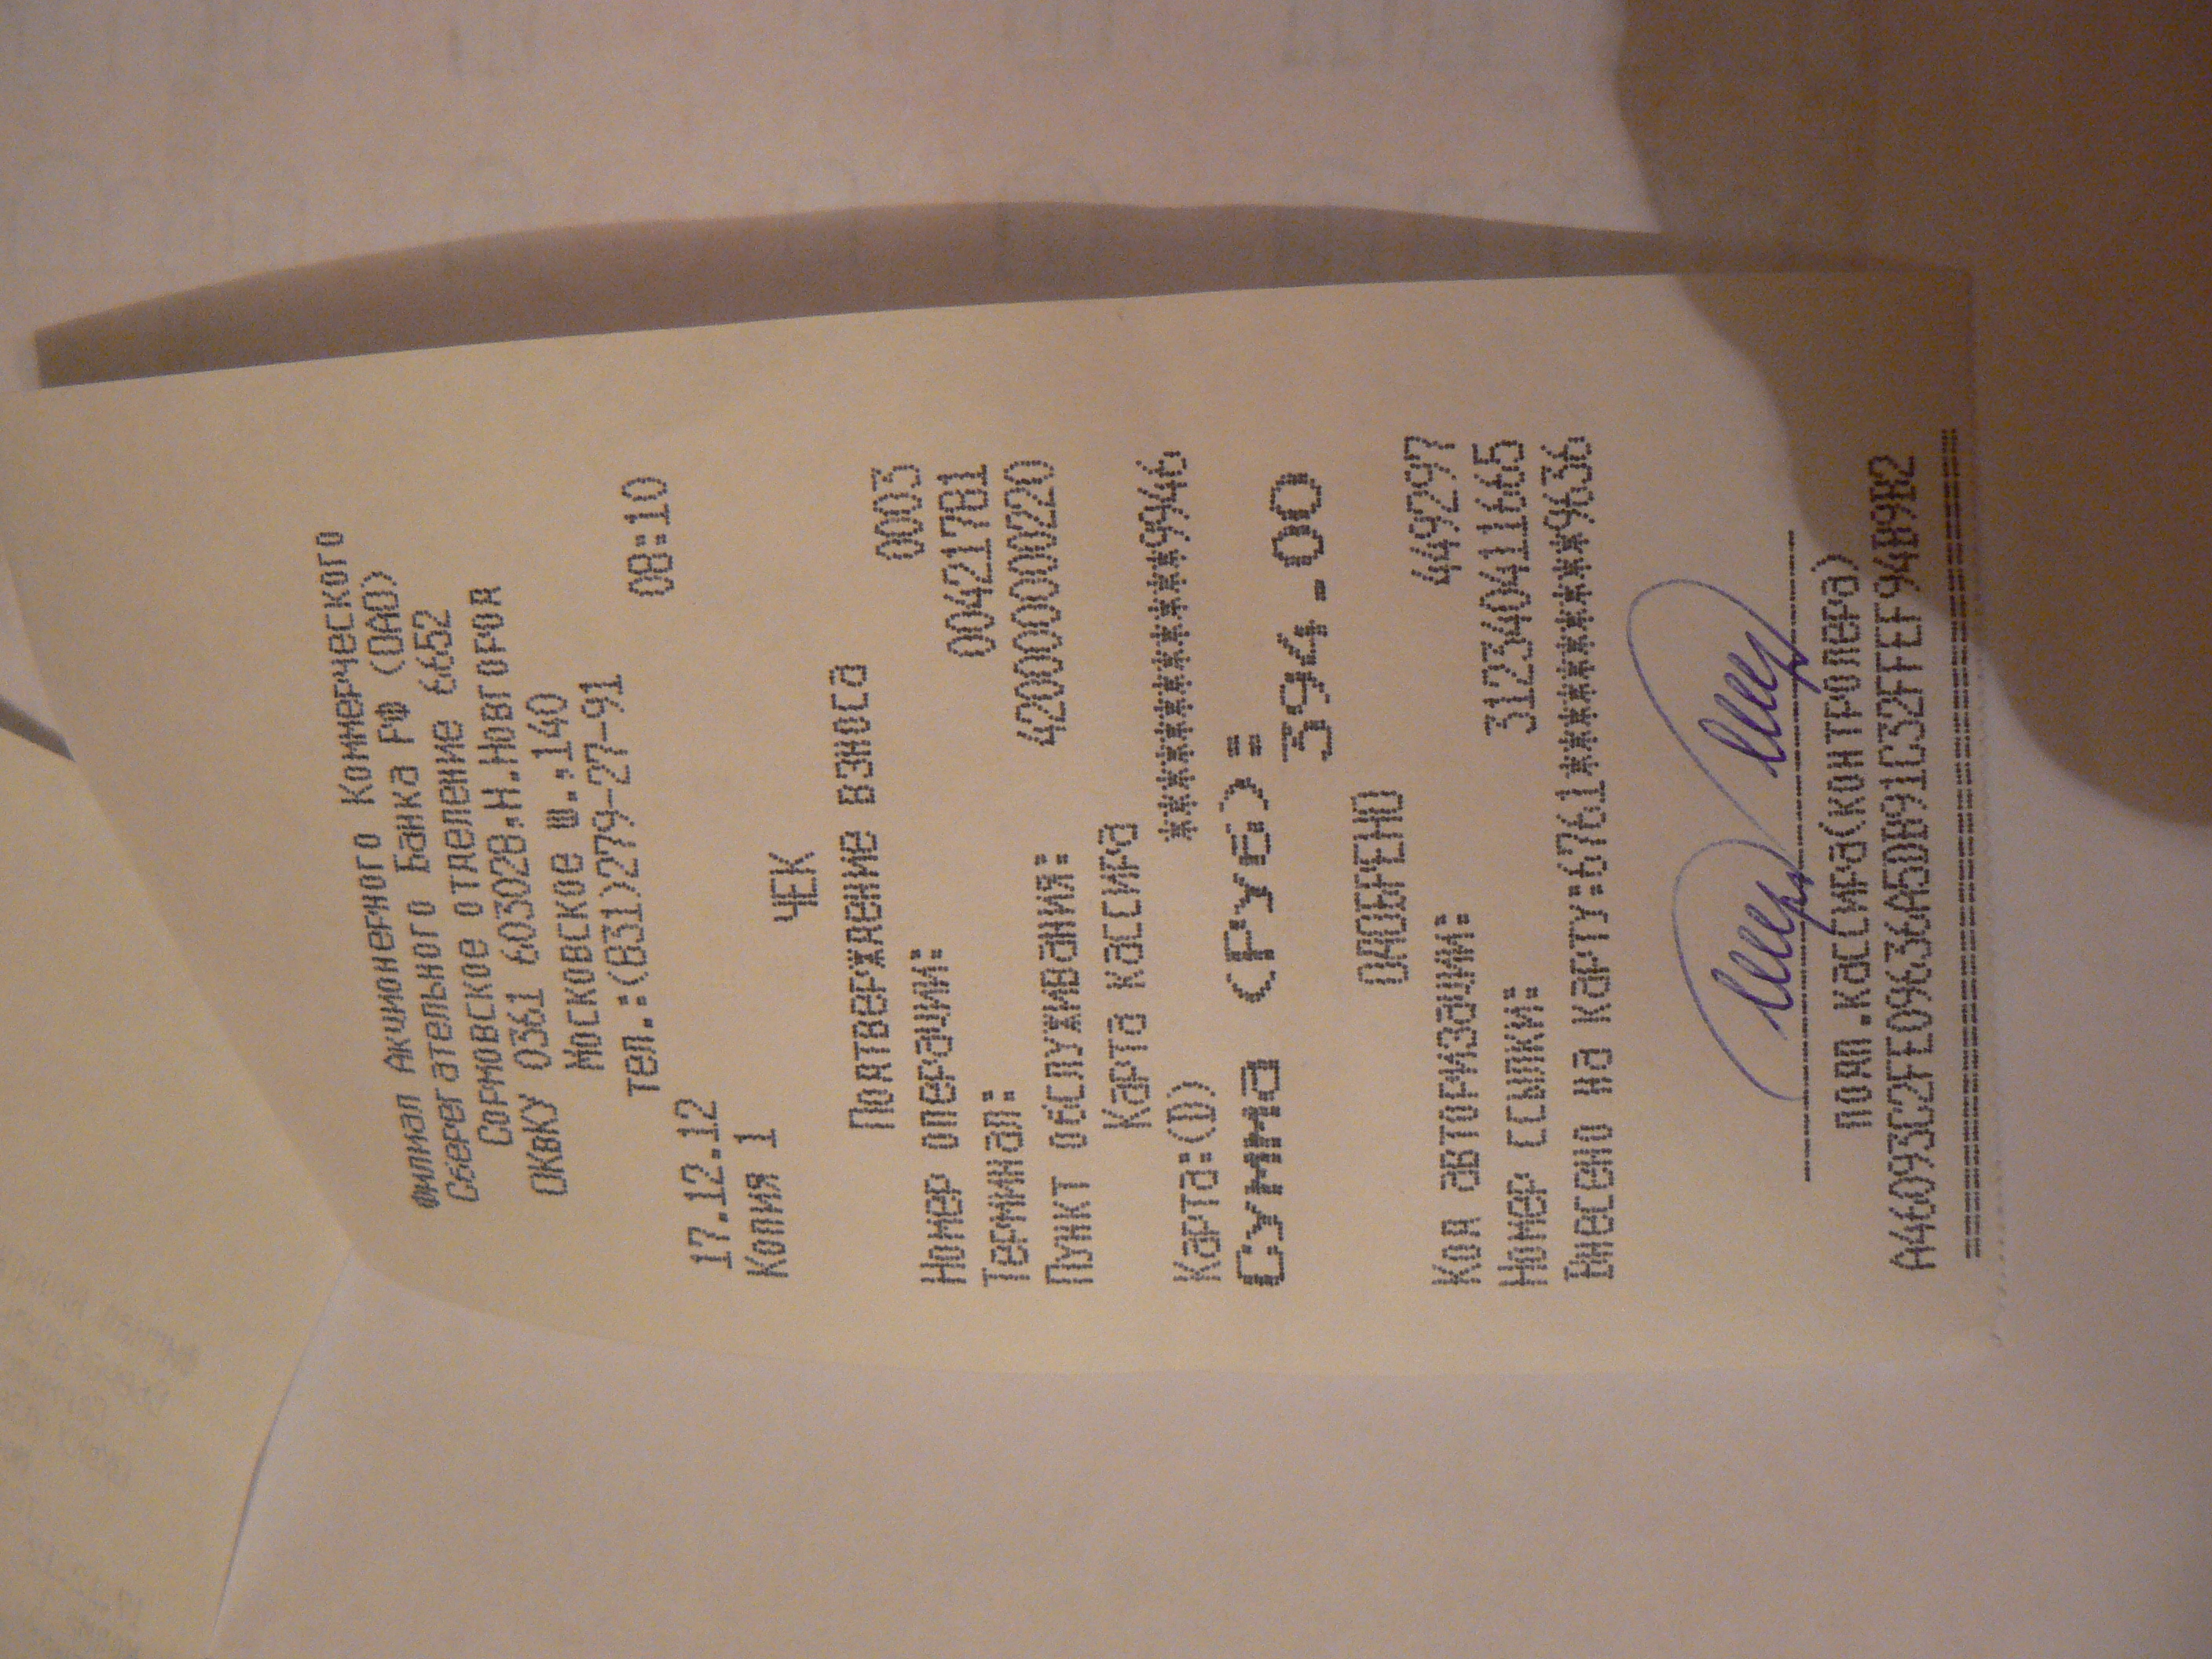 Филиал Акционерного Коммерческого
Сберегательного Банка РФ (ОАО)
Сормовское отделение 6652
ОКВКУ 0361 603028,Н.Новгород
Московское ш.,140
тел.:(831)279-27-91
17.12.12 08:10
Копия 1
ЧЕК
Подтверждение взноса
Номер операции: 0003
Терминал: 00421781
Пункт обслуживания: 420000000220
Карта кассира
Карта:(D) ***************9946
Сумма (Руб.):
394.00
ОДОБРЕНО
Код авторизации: 449297
Номер ссылки: 312340411665
Внесено на карту:6761***********9636
подп.кассира(контролера)
A46093C2FE09636A5DB91C32FFEF94B9B2
==================================